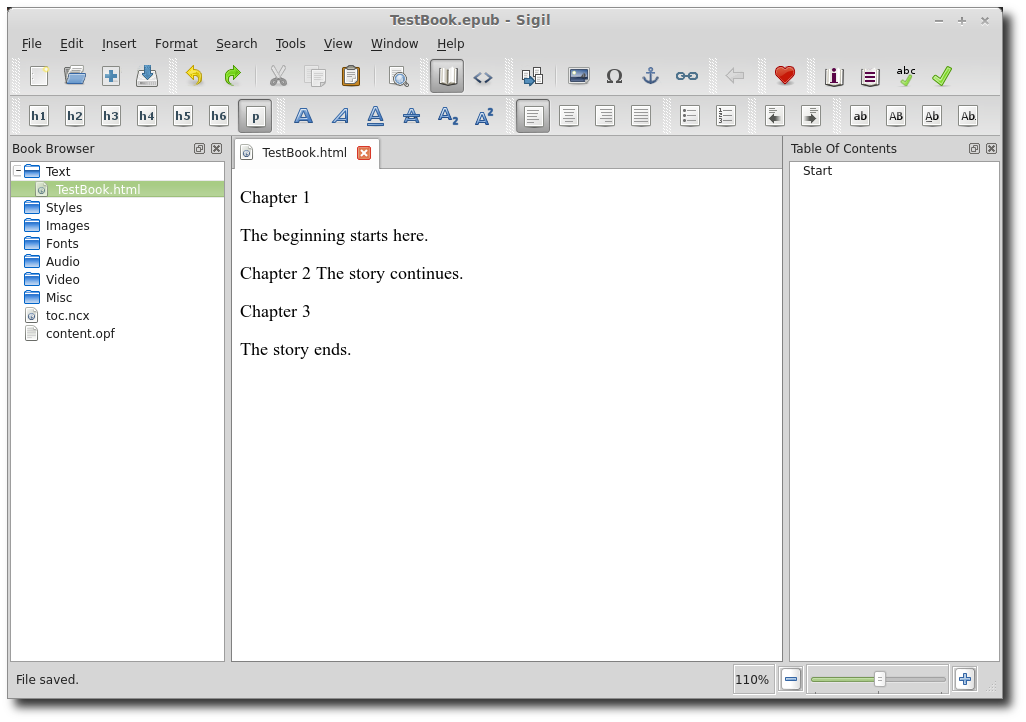 TestBook.epub - Sigil
File Edit Insert Format Search Tools View Window Help
abc
h1 h2 h3 h4 h5 h6 p A A A A A2 A2 ab AB Ab Ab.
Book Browser
Text
TestBook.html
Styles
Images
Fonts
Audio
Video
Misc
toc.ncx
content.opf
TestBook.html
Chapter 1
The beginning starts here.
Chapter 2 The story continues.
Chapter 3
The story ends.
Table Of Contents
Start
File saved.
110%